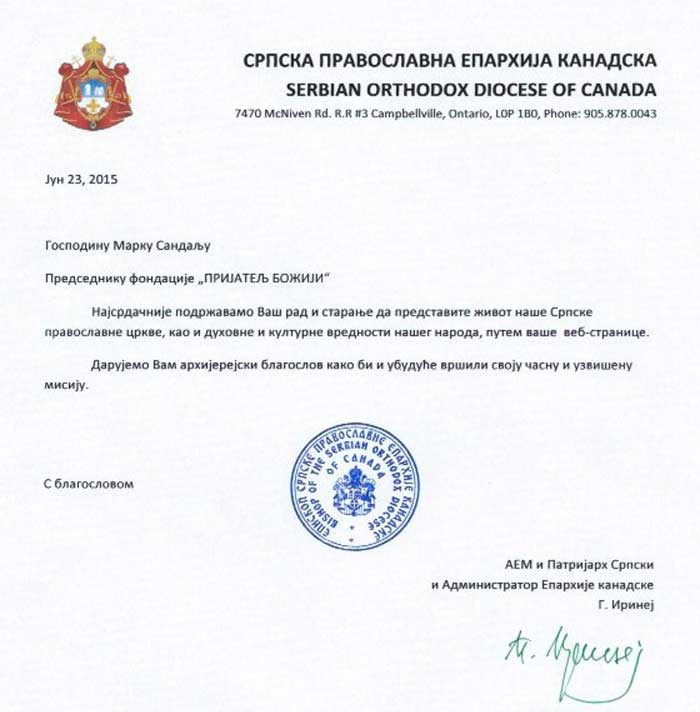 СРПСКА ПРАВОСЛАВНА ЕПАРХИЈА КАНАДСКА
SERBIAN ORTHODOX DIOCESE OF CANADA
7470 McNiven Rd. R.R #3 Campbellville, Ontario, L0P 1B0, Phone: 905.878.0043
Јун 23, 2015
Господину Марку Сандаљу
Председнику фондације „ПРИЈАТЕЉ БОЖИЈИ“
Најсрдачније подржавамо Ваш рад и старање да представите живот наше Српске
православне цркве, као и духовне и културне вредности нашег народа, путем ваше веб-странице.
Дарујемо Вам архијерејски благослов како би и убудуће вршили своју часну и узвишену
мисију.
ЕПИСКОП СРПСКЕ ПРАВОСЛАВНЕ ЕПАРХИЈЕ КАНАДСКЕ
BISHOP OF THE SERBIAN ORTHODOX DIOCESE
OF CANADA
С благословом
АЕМ и Патријарх Српски
и Администратор Епархије канадске
Г. Иринеј